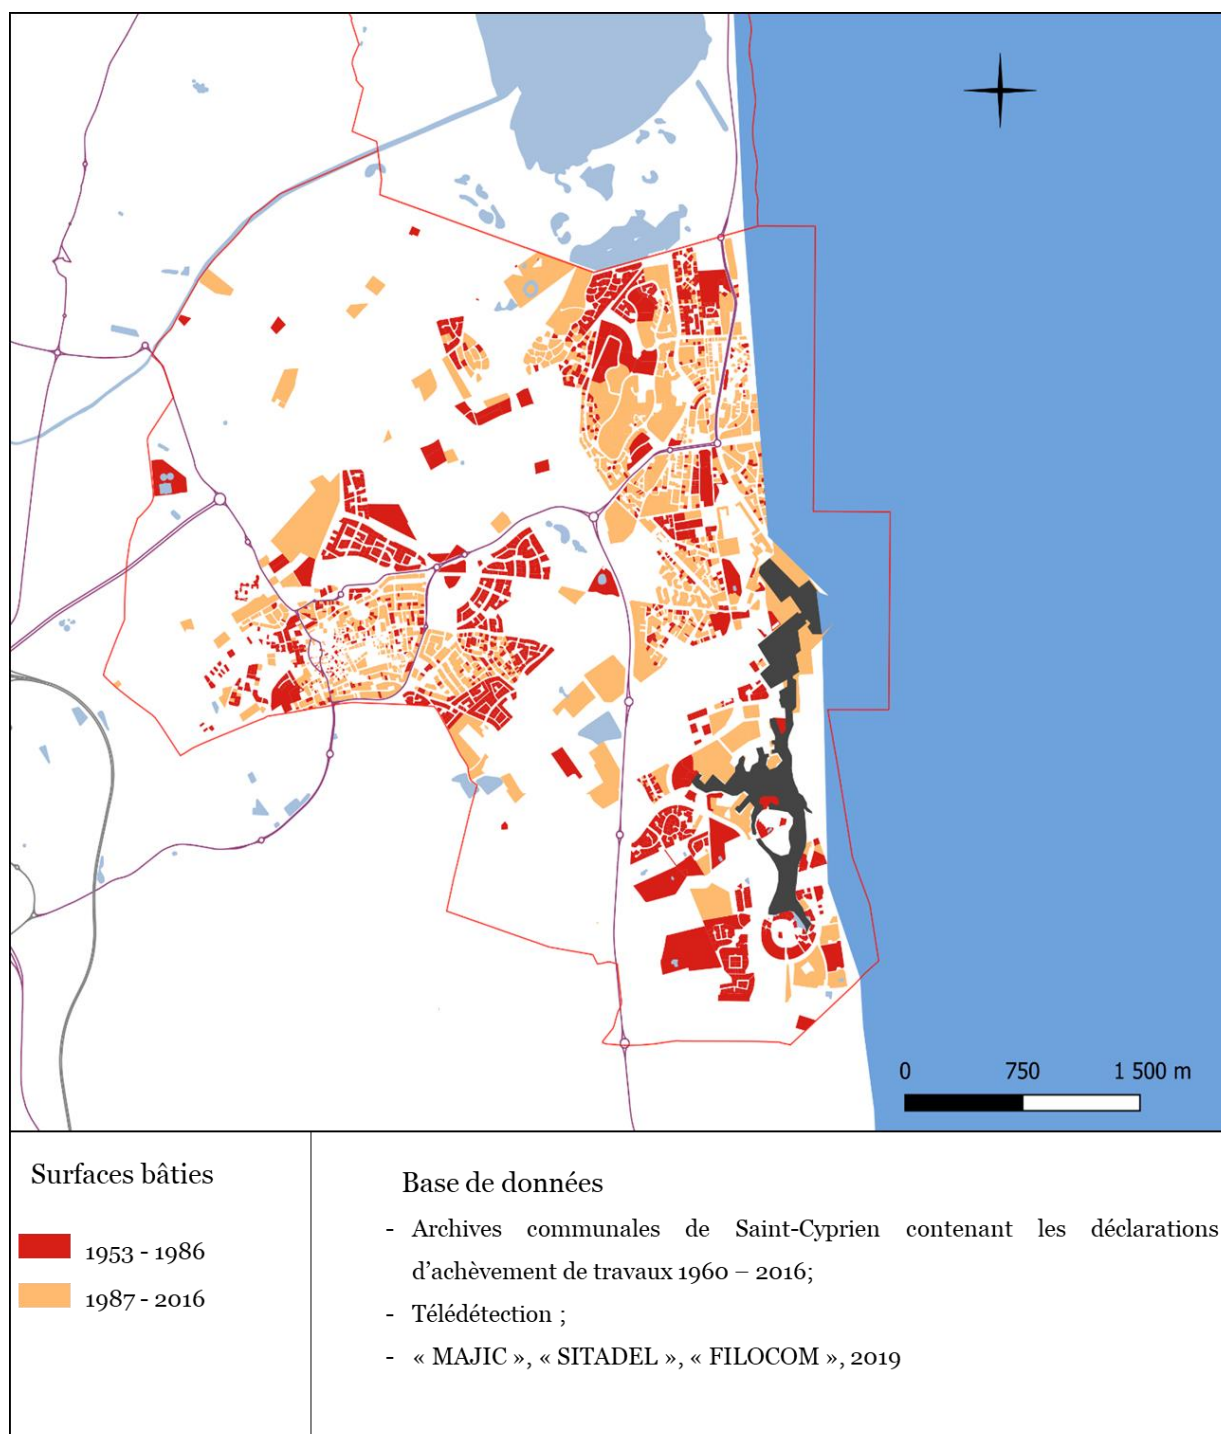 0 750 1 500 m
Surfaces bâties
1953 - 1986
1987 - 2016
Base de données
- Archives communales de Saint-Cyprien contenant les déclarations
d’achèvement de travaux 1960 – 2016;
- Télédétection ;
- « MAJIC », « SITADEL », « FILOCOM », 2019